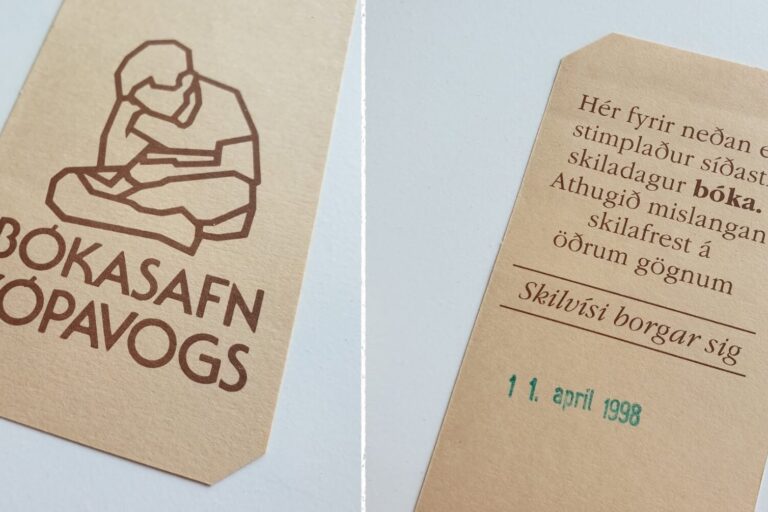 BÓKASAFN
KÓPAVOGS
Hér fyrir neðan e
stimplaður síðasti
skiladagur bóka.
Athugið mislangan
skilafrest á
öðrum gögnum
Skilvísi borgar sig
11. apríl 1998